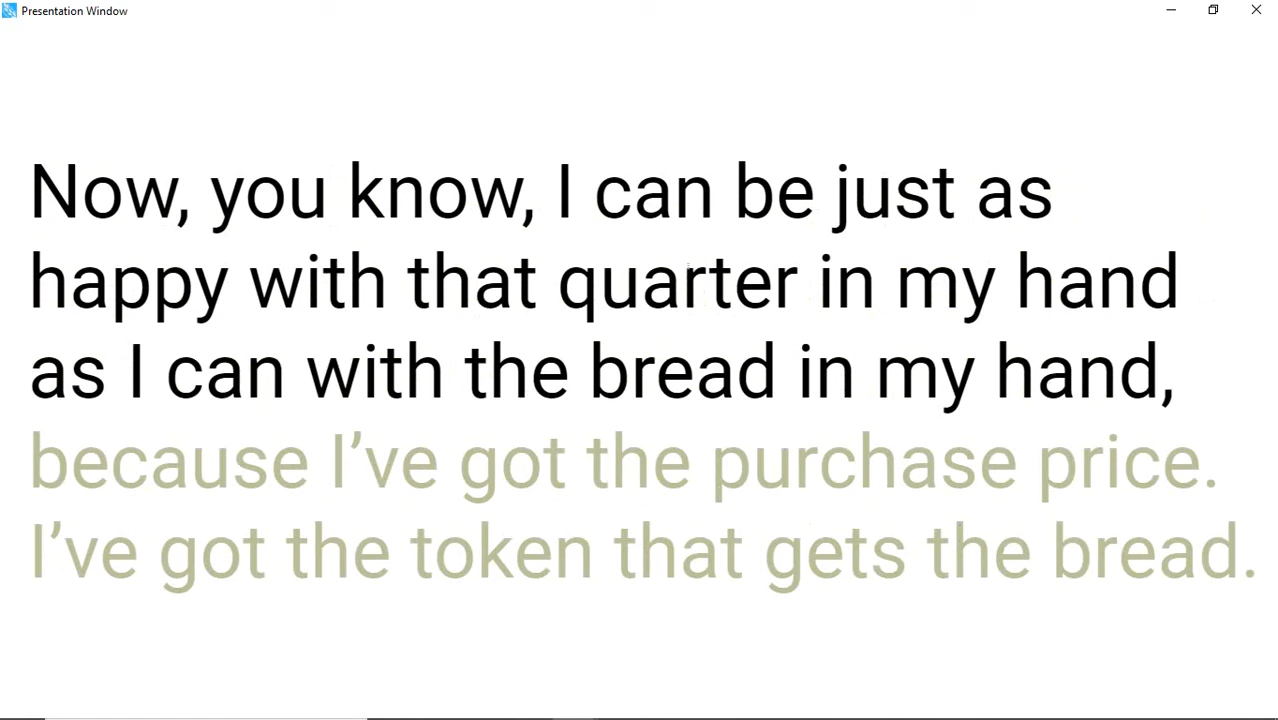 Presentation Window
Now, you know, I can be just as
happy with that quarter in my hand
as I can with the bread in my hand,
because I’ve got the purchase price.
I’ve got the token that gets the bread.